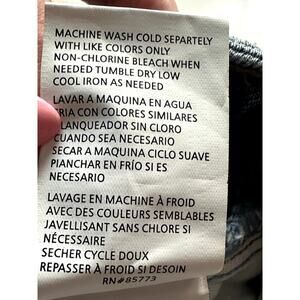 MACHINE WASH COLD SEPARTELY
WITH LIKE COLORS ONLY
NON-CHLORINE BLEACH WHEN
NEEDED TUMBLE DRY LOW
COOL IRON AS NEEDED
LAVAR A MAQUINA EN AGUA
FRIA CON COLORES SIMILARES
BLANQUEADOR SIN CLORO
CUANDO SEA NECESARIO
SECAR A MAQUINA CICLO SUAVE
PIANCHAR EN FRÍO SI ES
NECESARIO
LAVAGE EN MACHINE À FROID
AVEC DES COULEURS SEMBLABLES
JAVELLISANT SANS CHLORE SI
NÉCESSAIRE
SECHER CYCLE DOUX
REPASSER À FROID SI DESOIN
RN#85773